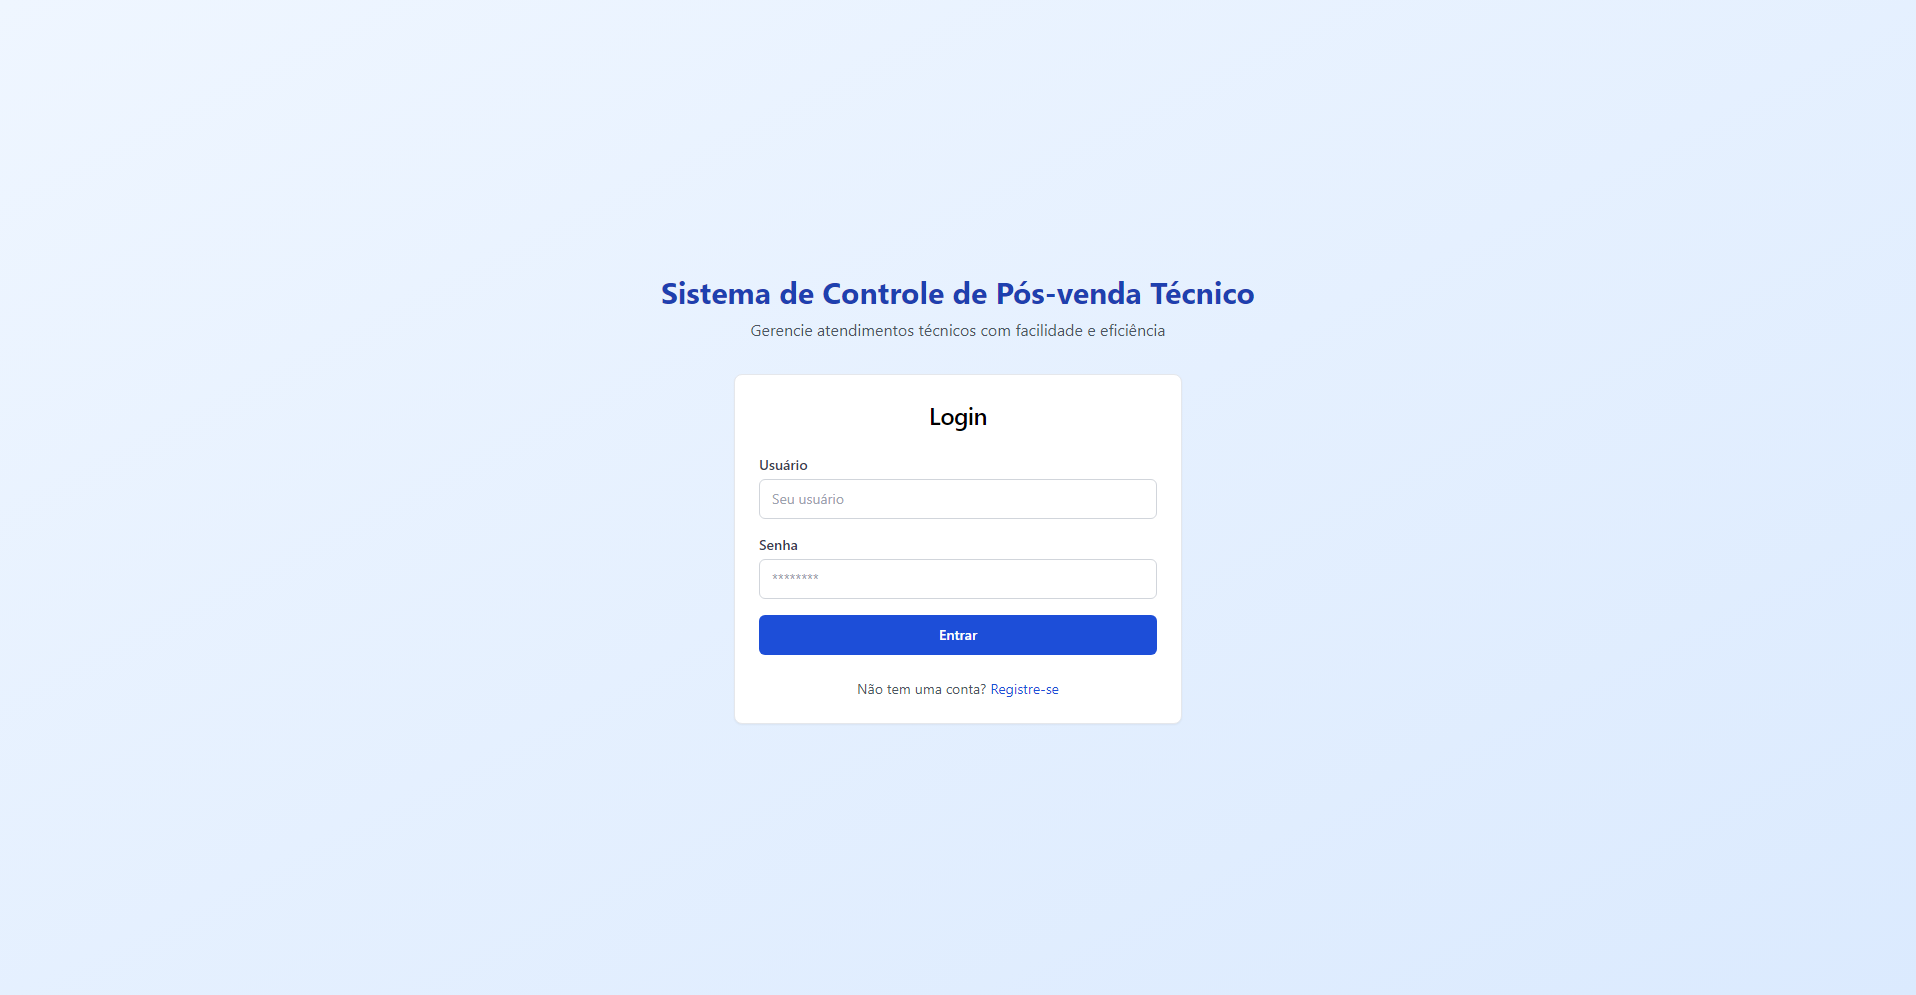 Sistema de Controle de Pós-venda Técnico
Gerencie atendimentos técnicos com facilidade e eficiência
Login
Usuário
Seu usuário
Senha
********
Entrar
Não tem uma conta? Registre-se